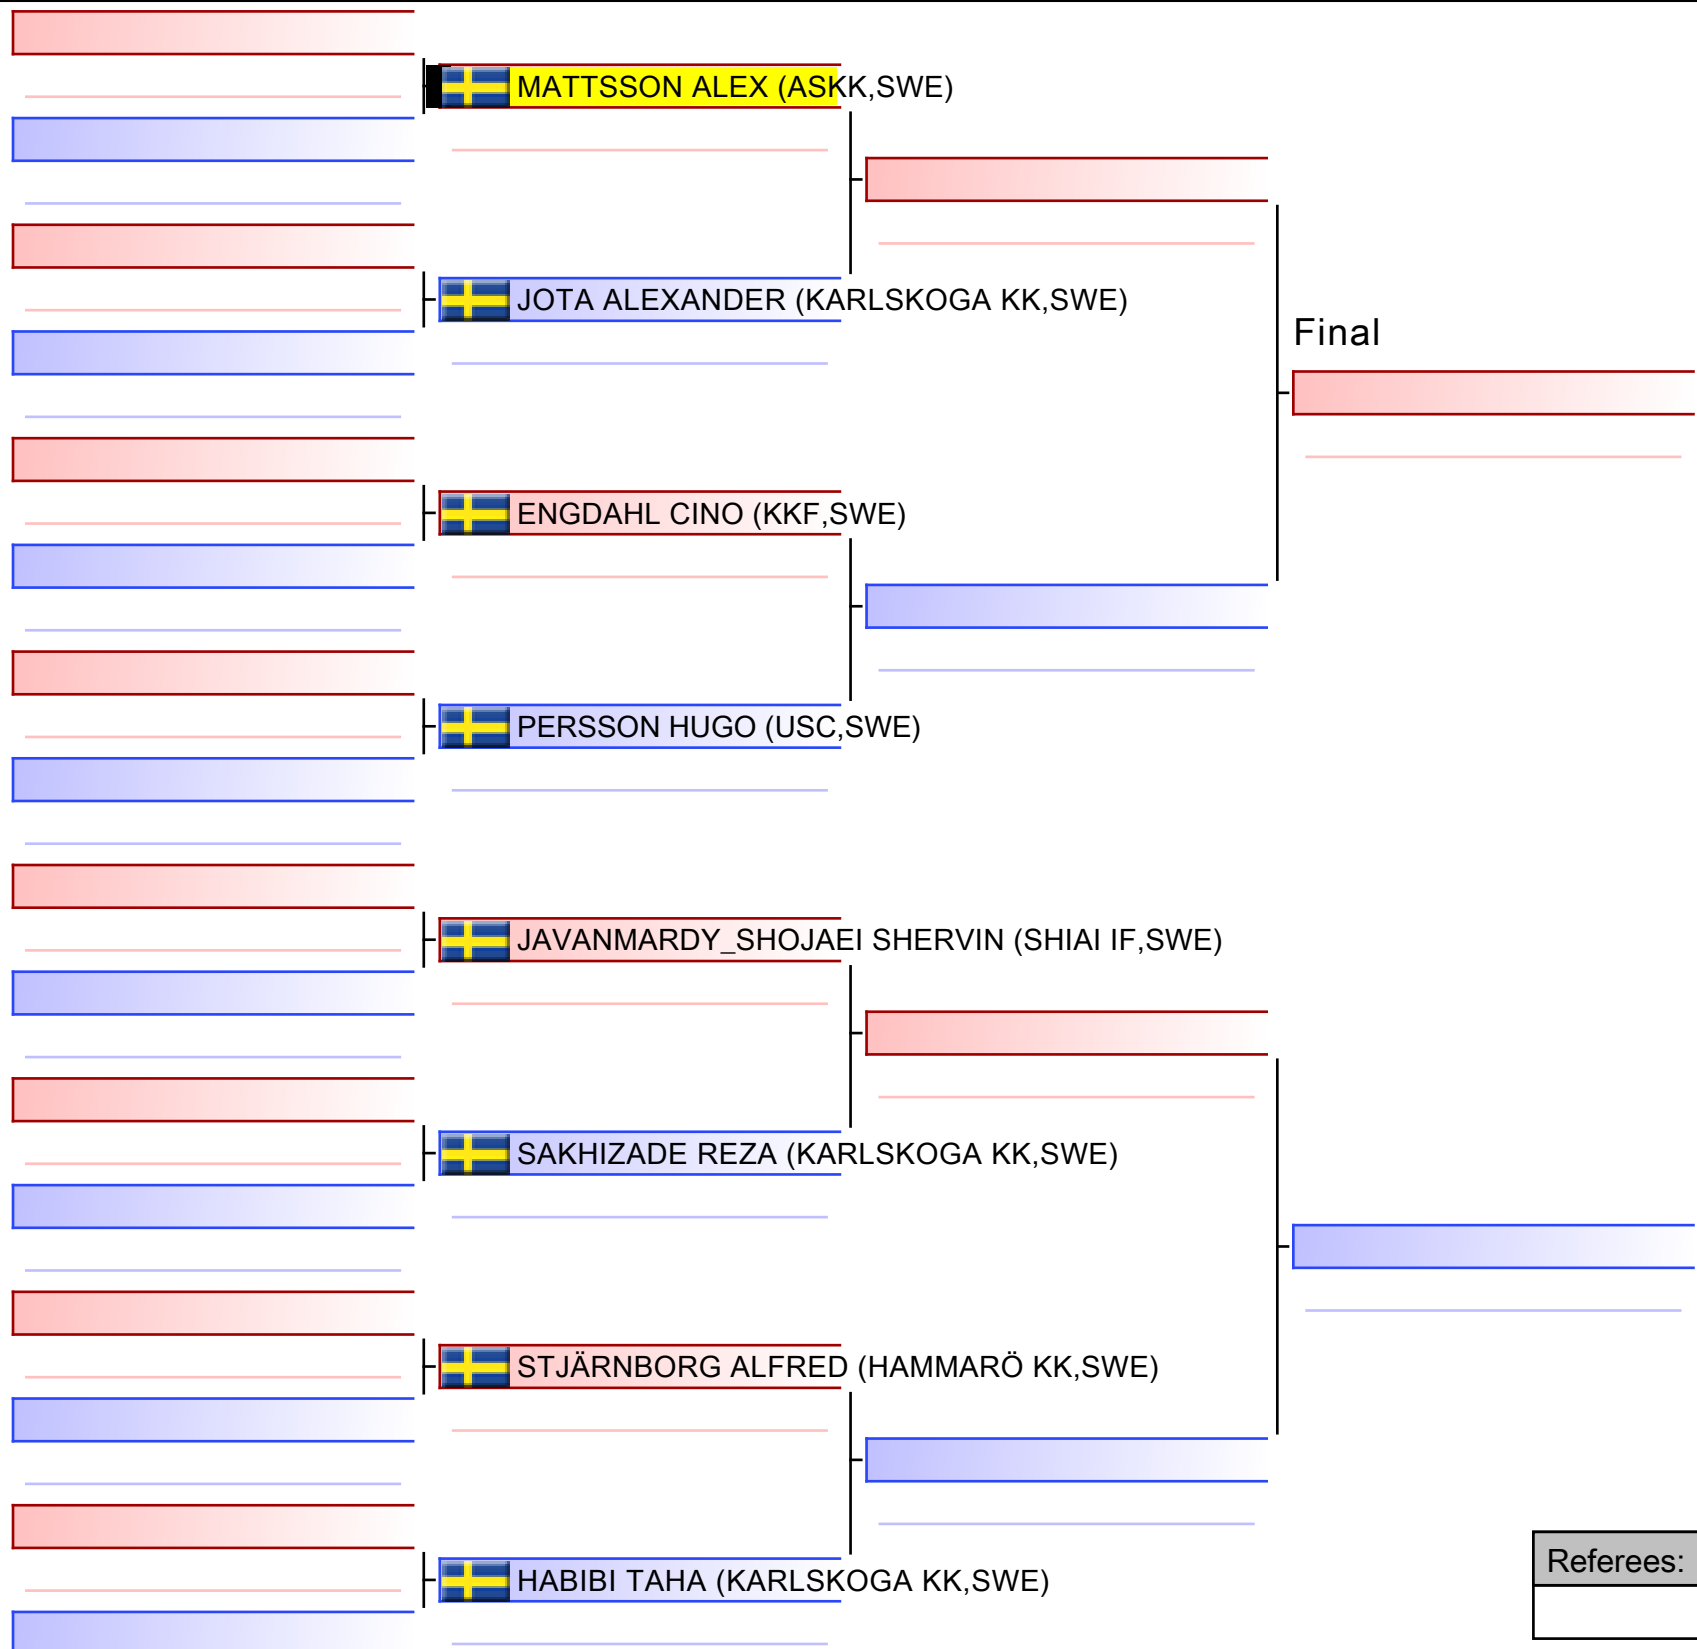 MATTSSON ALEX (ASKK,SWE)
JOTA ALEXANDER (KARLSKOGA KK,SWE)
Final
ENGDAHL CINO (KKF,SWE)
PERSSON HUGO (USC,SWE)
JAVANMARDY_SHOJAEI SHERVIN (SHIAI IF,SWE)
SAKHIZADE REZA (KARLSKOGA KK,SWE)
STJÄRNBORG ALFRED (HAMMARÖ KK,SWE)
HABIBI TAHA (KARLSKOGA KK,SWE)
Referees: